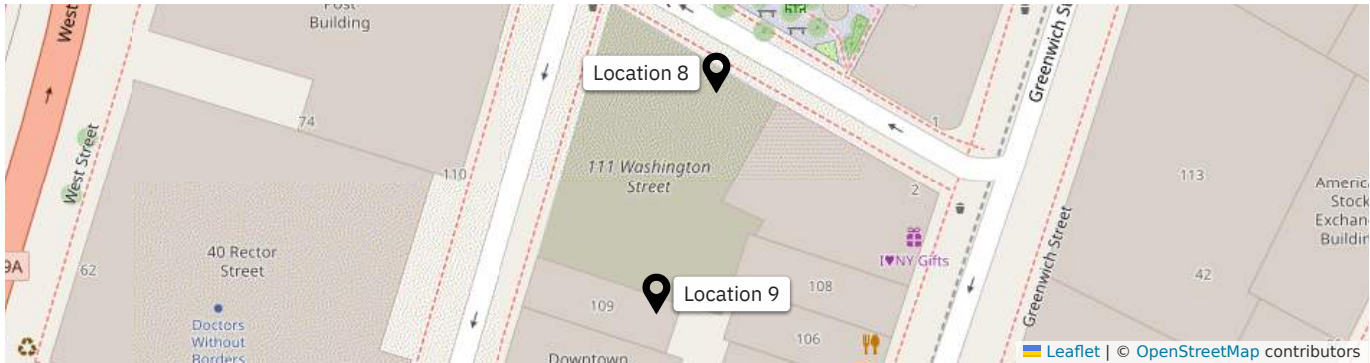 West
Post
Building
Greenwich St
Location 8
74
1
West Street
110
111 Washington
Street
113
2
America
Stock
Exchan
Buildin
40 Rector
Street
Greenwich Street
I♥NY Gifts
9A
62
42
108
Location 9
109
Doctors
Without
Borders
106
Downtown
Leaflet | © OpenStreetMap contributors